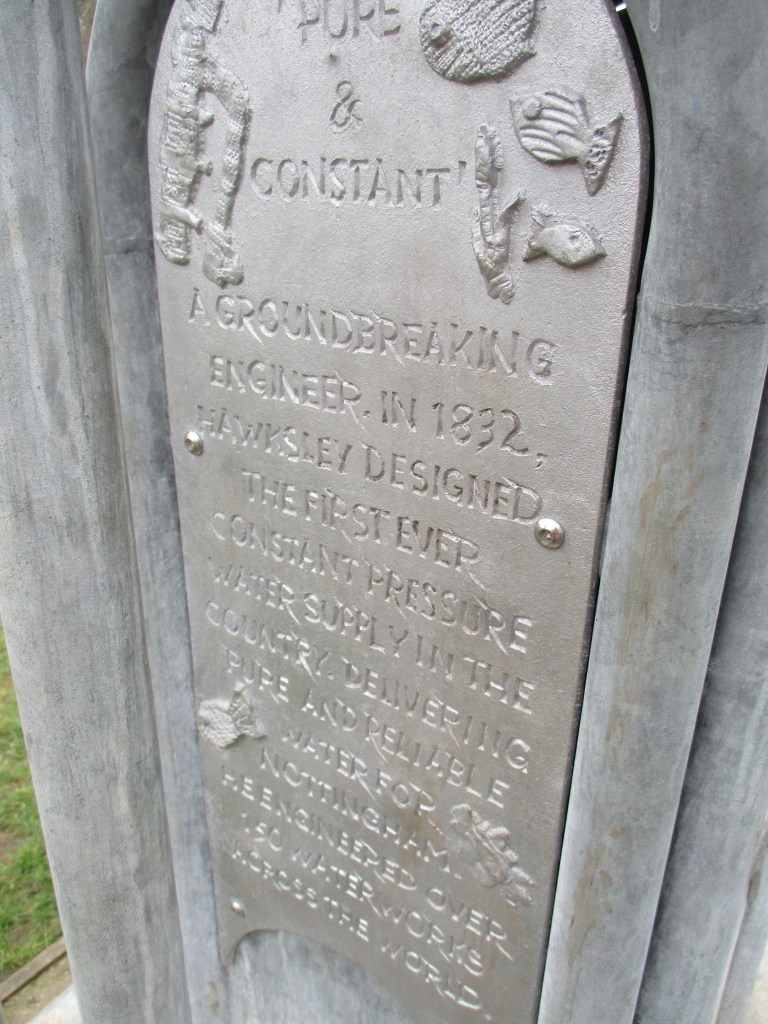 'PURE
&
CONSTANT'
A GROUNDBREAKING
ENGINEER. IN 1832,
HAWKSLEY DESIGNED
THE FIRST EVER
CONSTANT PRESSURE
WATER SUPPLY IN THE
COUNTRY. DELIVERING
PURE AND RELIABLE
WATER FOR
NOTTINGHAM.
HE ENGINEERED OVER
150 WATERWORKS
ACROSS THE WORLD.